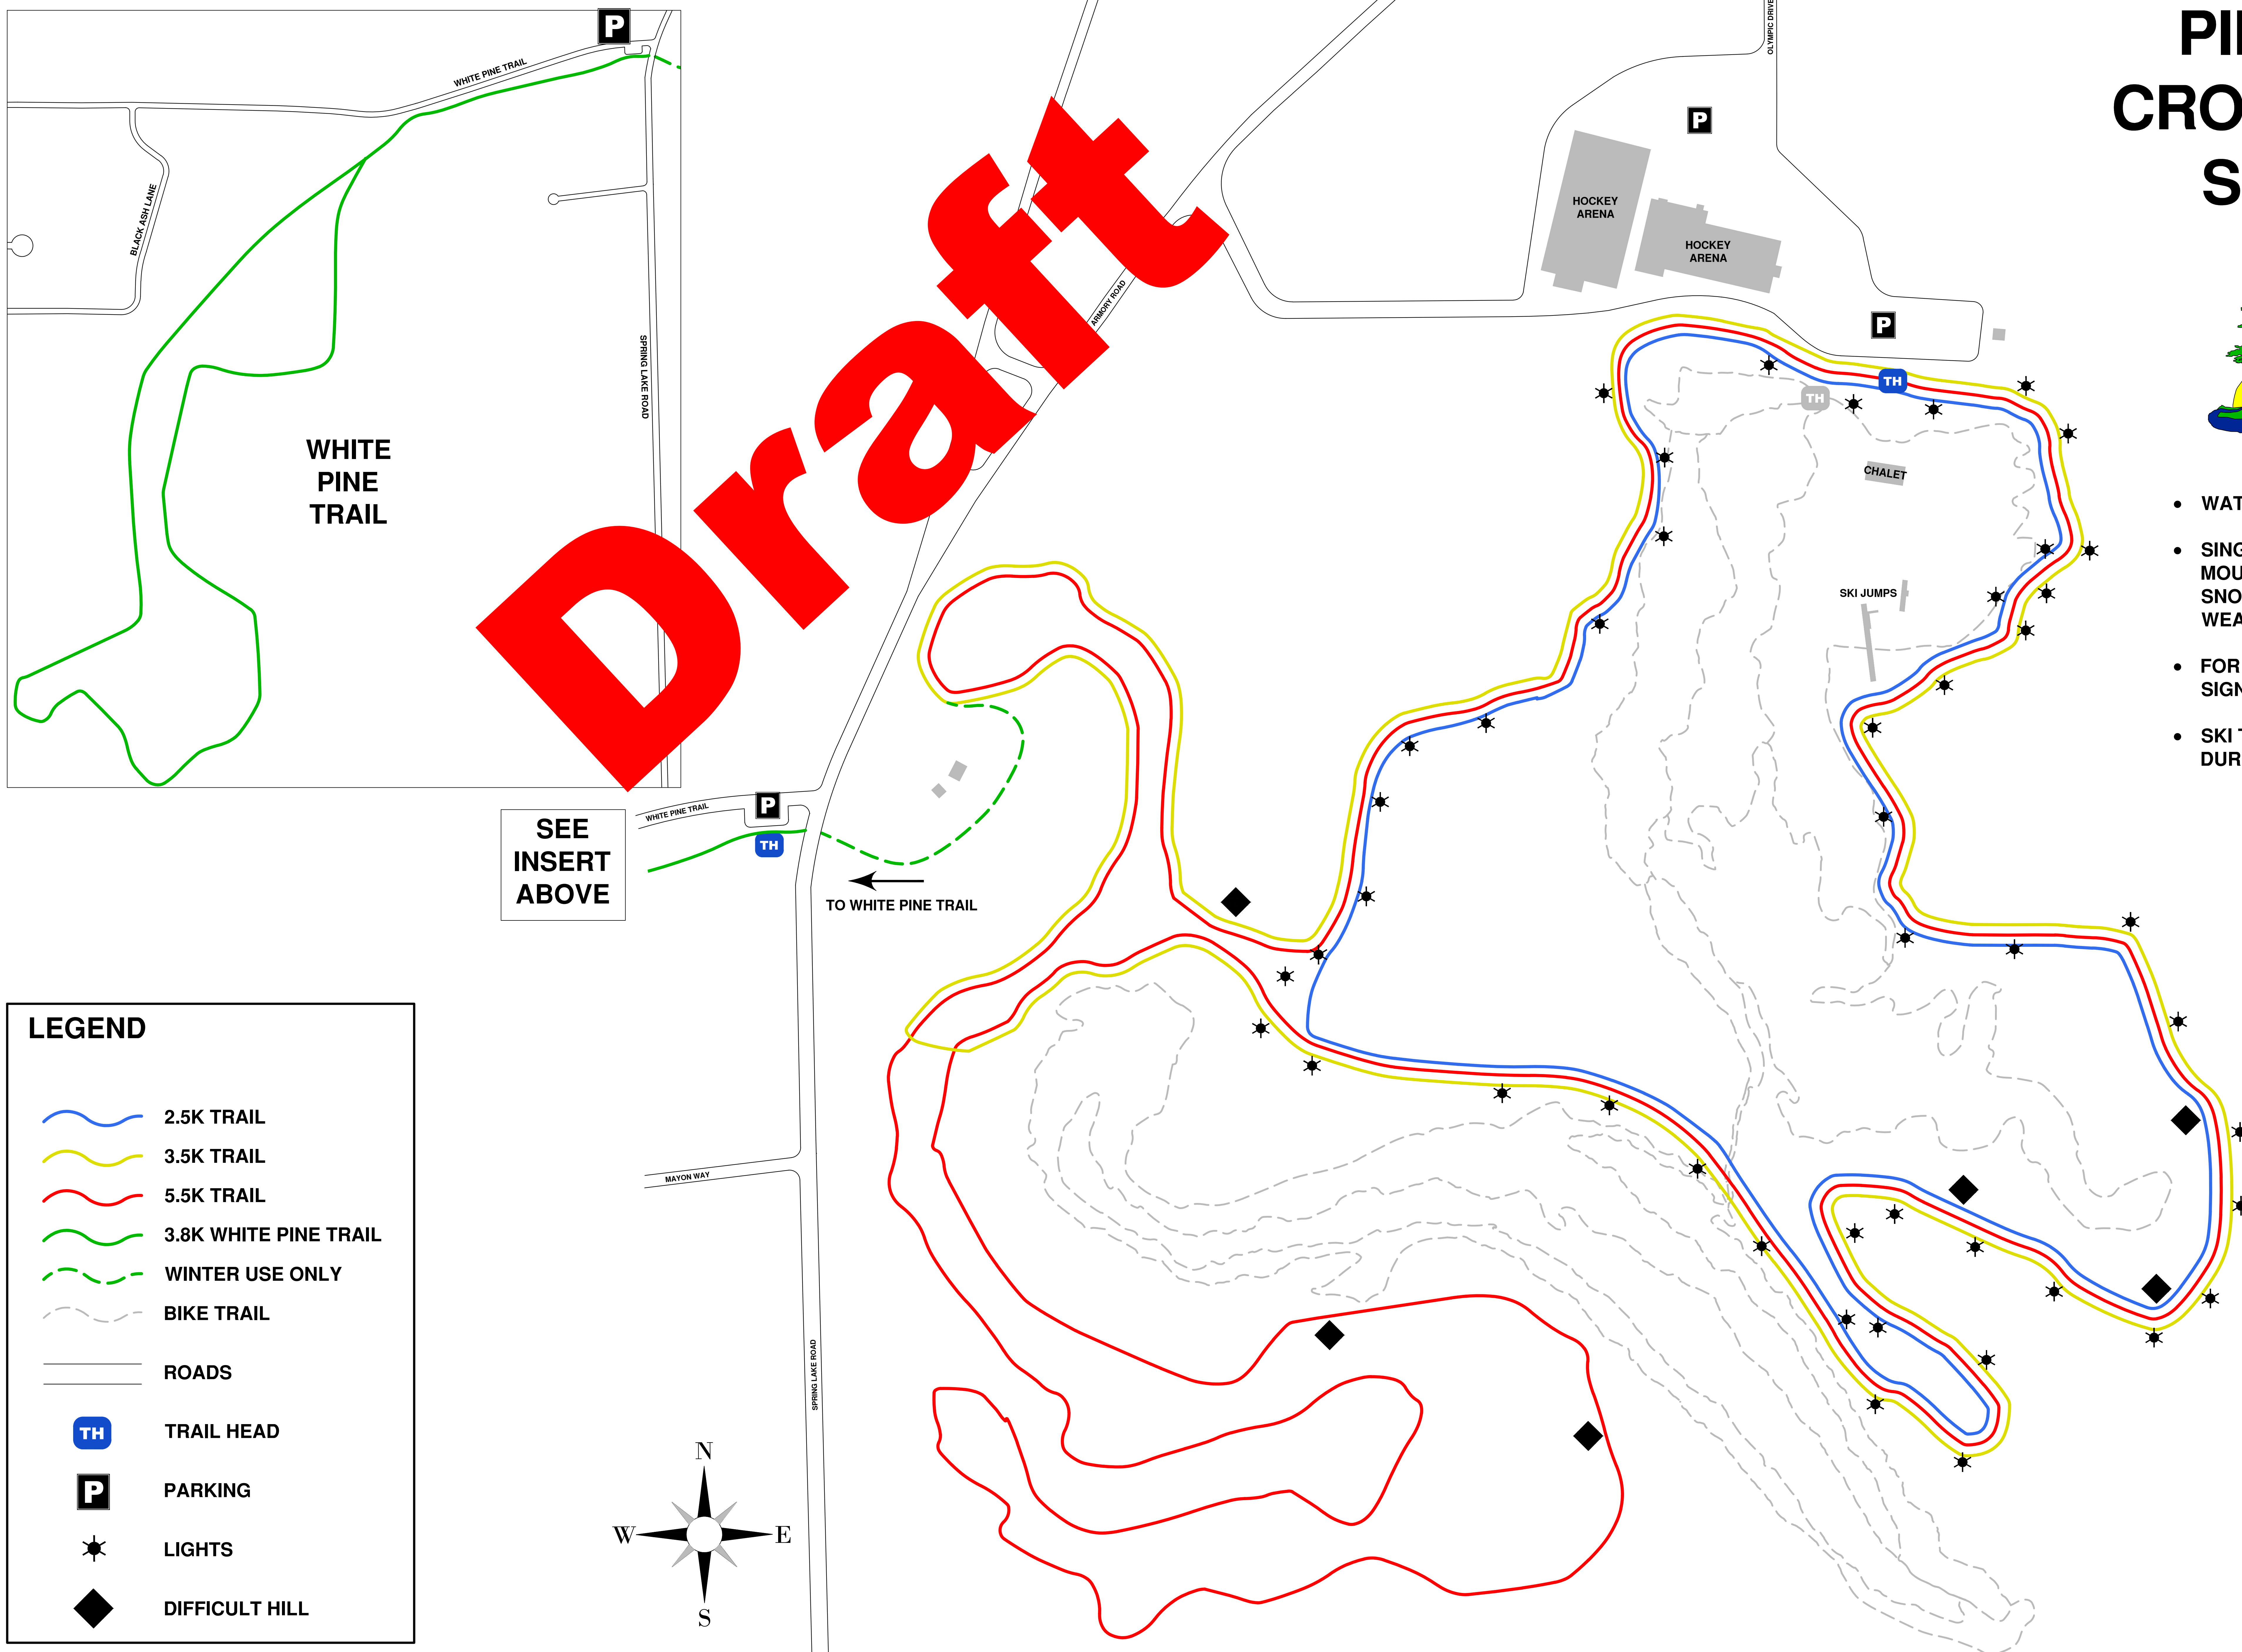 P
WHITE PINE TRAIL
BLACK ASH LANE
SPRING LAKE ROAD
WHITE
PINE
TRAIL
Draft
ARMORY ROAD
OLYMPIC DRIVE
P
HOCKEY
ARENA
HOCKEY
ARENA
P
TH
TH
CHALET
SKI JUMPS
PI
CRO
S
WAT
SING
MOU
SNO
WEA
FOR
SIGN
SKI T
DUR
SEE
INSERT
ABOVE
WHITE PINE TRAIL
P
TH
TO WHITE PINE TRAIL
MAYON WAY
SPRING LAKE ROAD
LEGEND
2.5K TRAIL
3.5K TRAIL
5.5K TRAIL
3.8K WHITE PINE TRAIL
WINTER USE ONLY
BIKE TRAIL
ROADS
TH TRAIL HEAD
P PARKING
LIGHTS
DIFFICULT HILL
N
W E
S